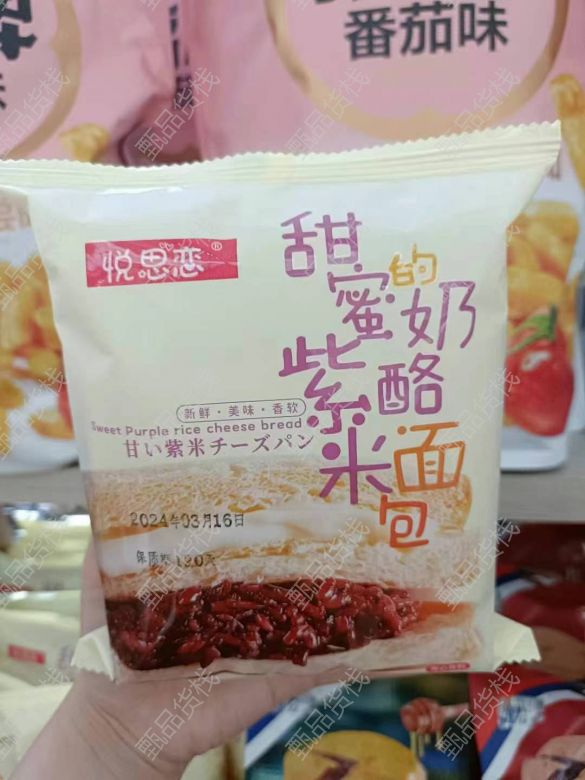 番茄味
悦思恋®
甜蜜的奶酪
紫米面包
新鲜·美味·香软
Sweet Purple rice cheese bread
甘い紫米チーズパン
2024年03月16日
保质期120天
甄品货栈